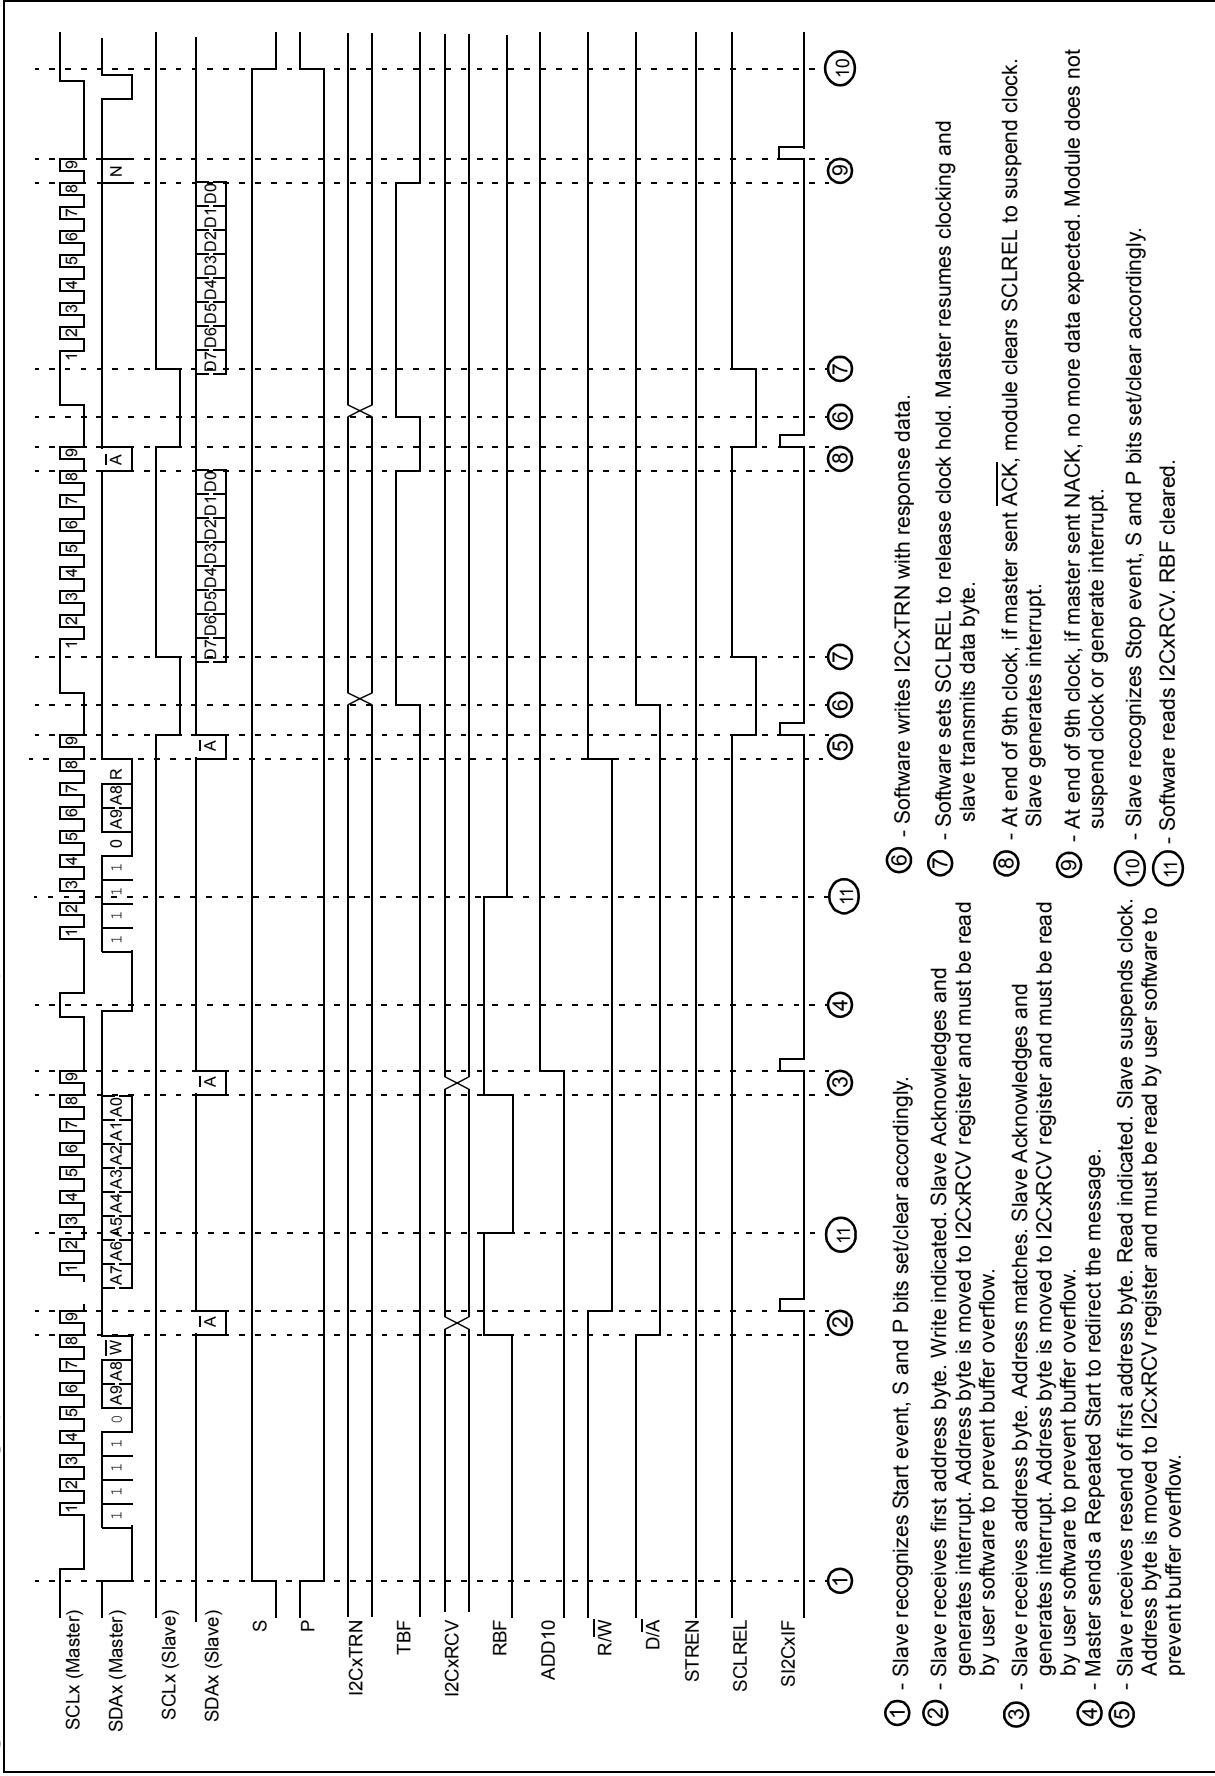 SCLx (Master) 1 2 3 4 5 6 7 8 9 1 2 3 4 5 6 7 8 9 1 2 3 4 5 6 7 8 9 1 2 3 4 5 6 7 8 9 1 2 3 4 5 6 7 8 9
SDAx (Master) 1 1 1 1 0 A9 A8 W̅ A7 A6 A5 A4 A3 A2 A1 A0 1 1 1 1 0 A9 A8 R A̅ N
SCLx (Slave)
SDAx (Slave) A̅ A̅ A̅ D7 D6 D5 D4 D3 D2 D1 D0 D7 D6 D5 D4 D3 D2 D1 D0
S
P
I2CxTRN
TBF
I2CxRCV
RBF
ADD10
R/W̅
D/A̅
STREN
SCLREL
SI2CxIF
① ② ⑪ ③ ④ ⑪ ⑤ ⑥ ⑦ ⑧ ⑥ ⑦ ⑨ ⑩
① - Slave recognizes Start event, S and P bits set/clear accordingly.
② - Slave receives first address byte. Write indicated. Slave Acknowledges and
generates interrupt. Address byte is moved to I2CxRCV register and must be read
by user software to prevent buffer overflow.
③ - Slave receives address byte. Address matches. Slave Acknowledges and
generates interrupt. Address byte is moved to I2CxRCV register and must be read
by user software to prevent buffer overflow.
④ - Master sends a Repeated Start to redirect the message.
⑤ - Slave receives resend of first address byte. Read indicated. Slave suspends clock.
Address byte is moved to I2CxRCV register and must be read by user software to
prevent buffer overflow.
⑥ - Software writes I2CxTRN with response data.
⑦ - Software sets SCLREL to release clock hold. Master resumes clocking and
slave transmits data byte.
⑧ - At end of 9th clock, if master sent A̅C̅K̅, module clears SCLREL to suspend clock.
Slave generates interrupt.
⑨ - At end of 9th clock, if master sent NACK, no more data expected. Module does not
suspend clock or generate interrupt.
⑩ - Slave recognizes Stop event, S and P bits set/clear accordingly.
⑪ - Software reads I2CxRCV. RBF cleared.